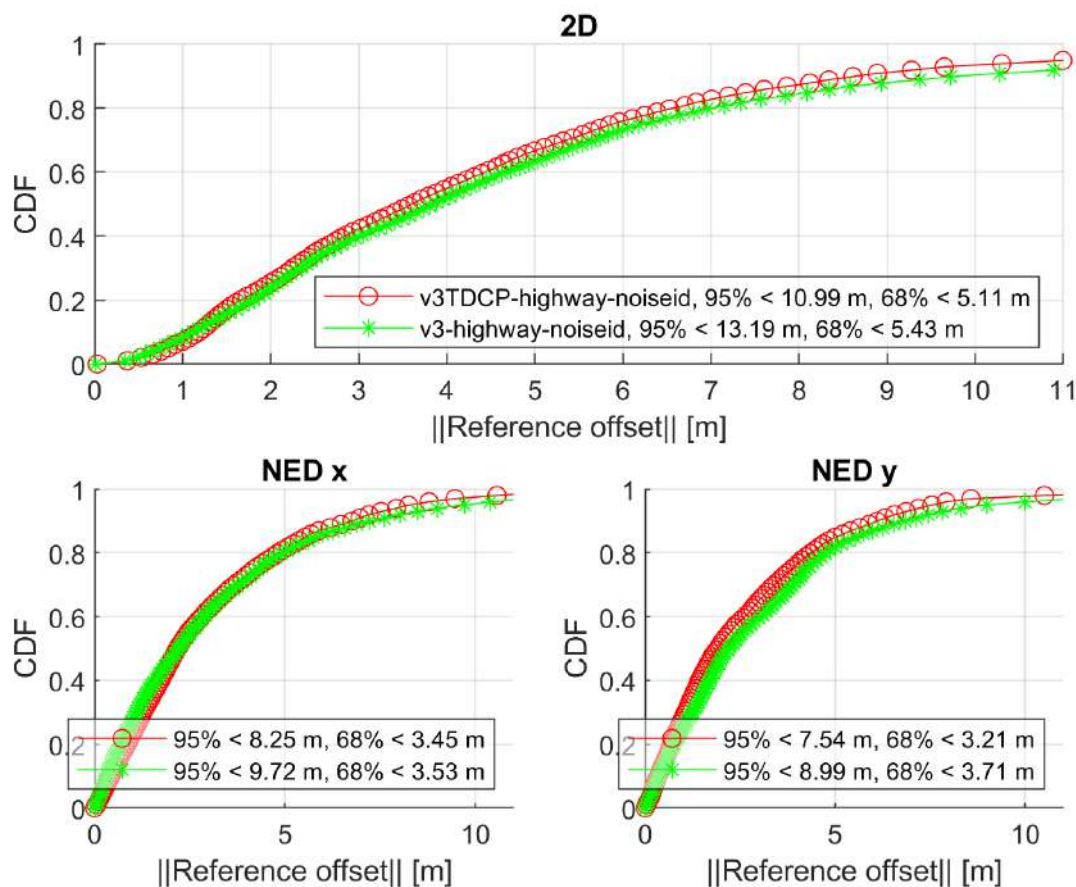 2D
1
0.8
0.6
0.4
0.2
0
CDF
v3TDCP-highway-noiseid, 95% < 10.99 m, 68% < 5.11 m
v3-highway-noiseid, 95% < 13.19 m, 68% < 5.43 m
0 1 2 3 4 5 6 7 8 9 10 11
||Reference offset|| [m]
NED x
1
0.8
0.6
0.4
0.2
0
CDF
95% < 8.25 m, 68% < 3.45 m
95% < 9.72 m, 68% < 3.53 m
0 5 10
||Reference offset|| [m]
NED y
1
0.8
0.6
0.4
0.2
0
CDF
95% < 7.54 m, 68% < 3.21 m
95% < 8.99 m, 68% < 3.71 m
0 5 10
||Reference offset|| [m]